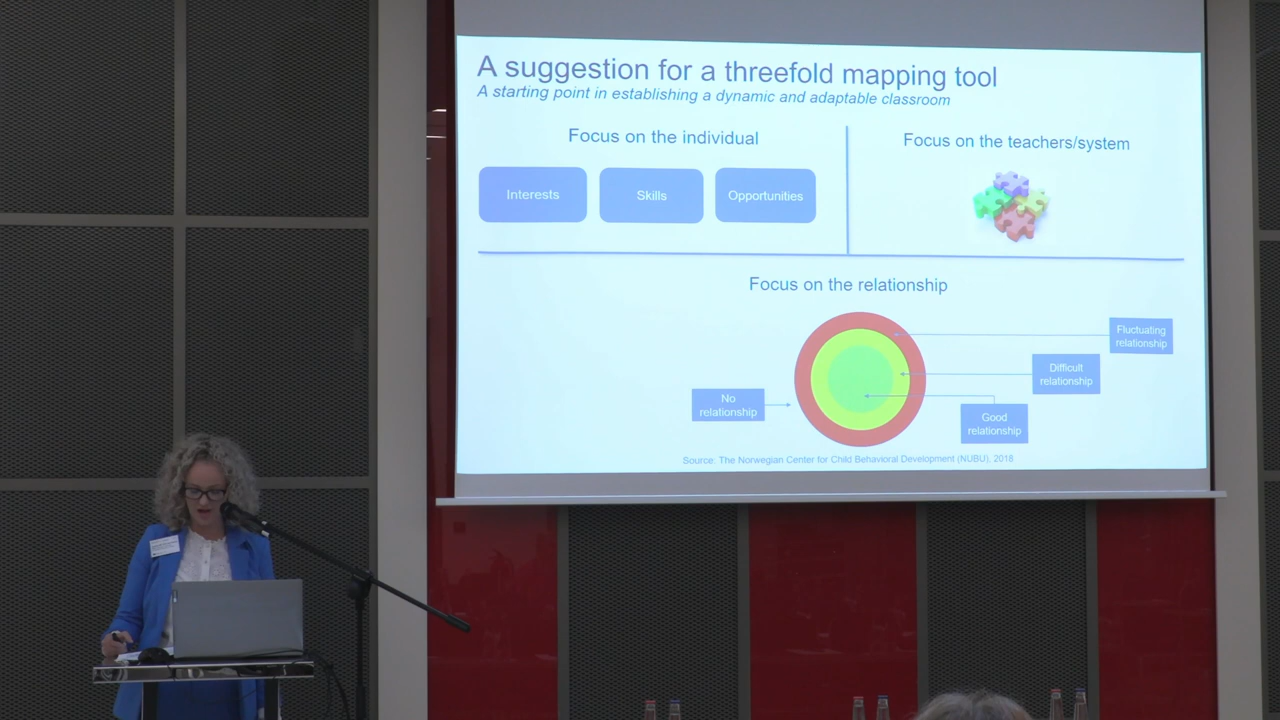 A suggestion for a threefold mapping tool
A starting point in establishing a dynamic and adaptable classroom
Focus on the individual
Interests
Skills
Opportunities
Focus on the teachers/system
Focus on the relationship
Fluctuating
relationship
Difficult
relationship
No
relationship
Good
relationship
Source: The Norwegian Center for Child Behavioral Development (NUBU), 2018